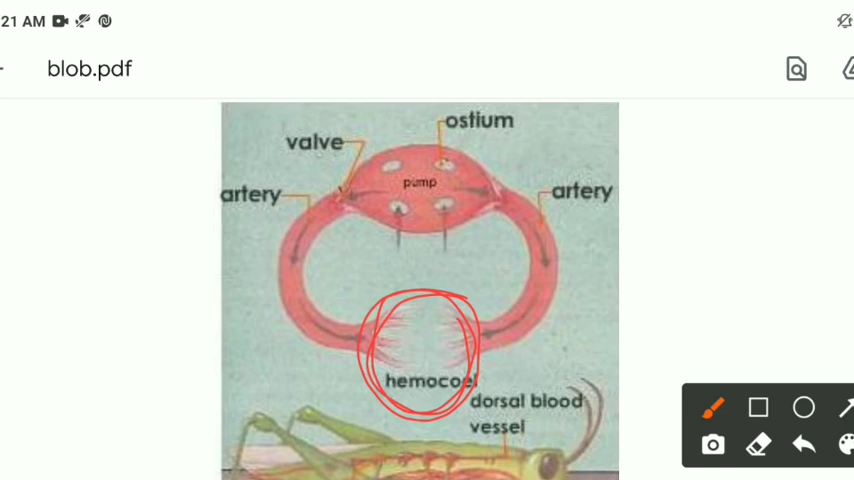 21 AM
blob.pdf
ostium
valve
pump
artery
artery
hemocoel
dorsal blood
vessel